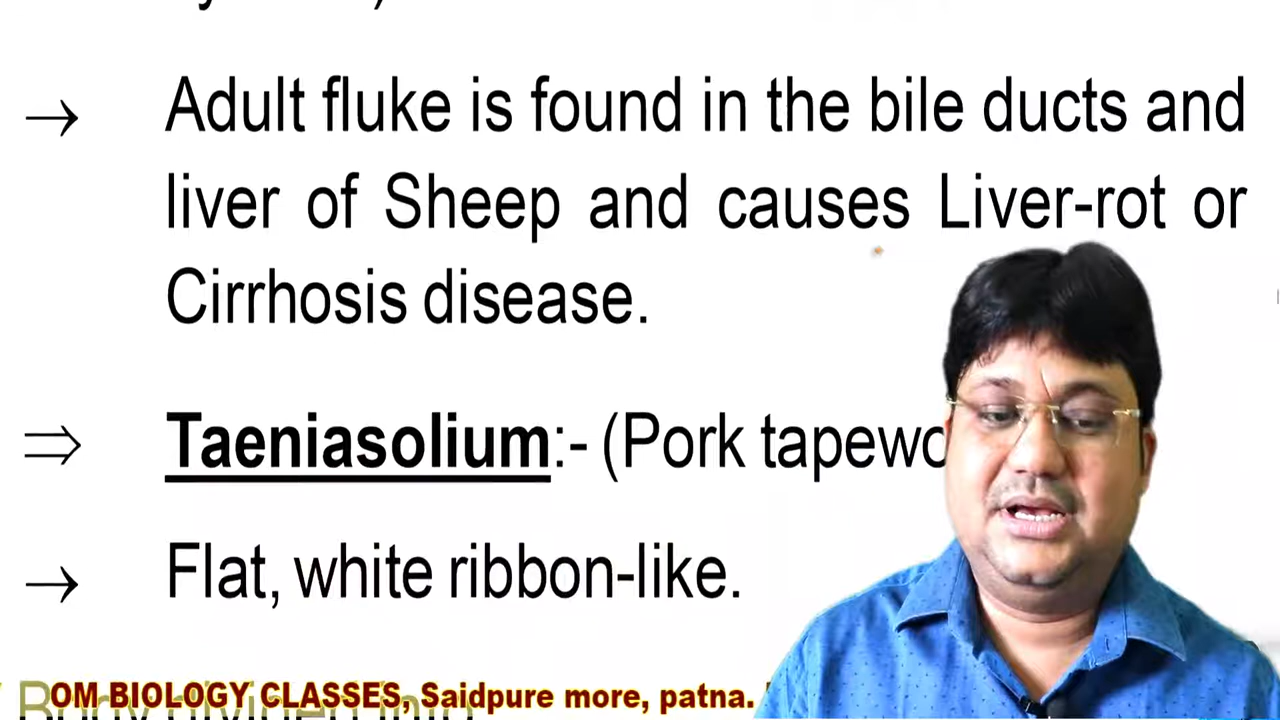 → Adult fluke is found in the bile ducts and
liver of Sheep and causes Liver-rot or
Cirrhosis disease.
⇒ Taeniasolium:- (Pork
→ Flat, white ribbon-like.
OM BIOLOGY CLASSES, Saidpure more, patna.